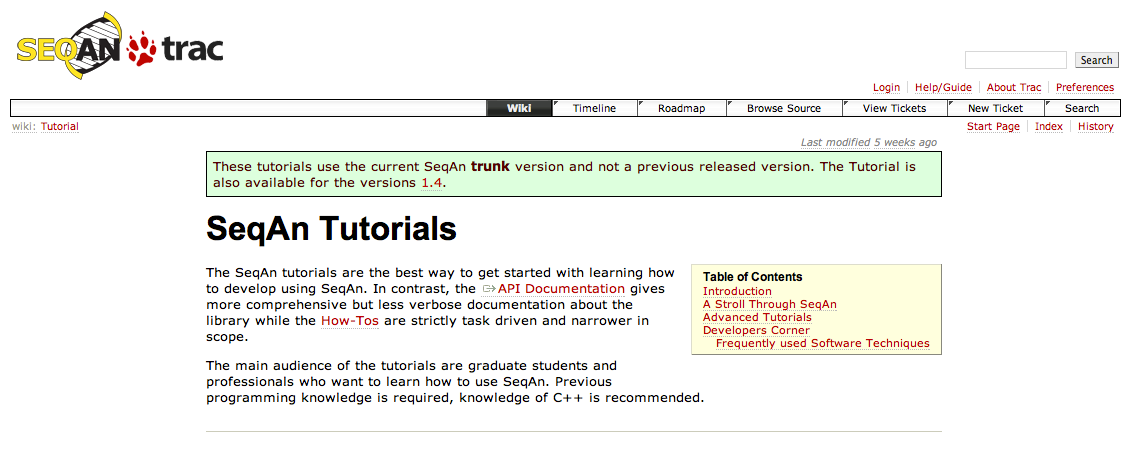 SEQAN trac
Search
Login Help/Guide About Trac Preferences
Wiki Timeline Roadmap Browse Source View Tickets New Ticket Search
wiki: Tutorial
Start Page Index History
Last modified 5 weeks ago
These tutorials use the current SeqAn trunk version and not a previous released version. The Tutorial is
also available for the versions 1.4.
SeqAn Tutorials
The SeqAn tutorials are the best way to get started with learning how
to develop using SeqAn. In contrast, the API Documentation gives
more comprehensive but less verbose documentation about the
library while the How-Tos are strictly task driven and narrower in
scope.
Table of Contents
Introduction
A Stroll Through SeqAn
Advanced Tutorials
Developers Corner
Frequently used Software Techniques
The main audience of the tutorials are graduate students and
professionals who want to learn how to use SeqAn. Previous
programming knowledge is required, knowledge of C++ is recommended.